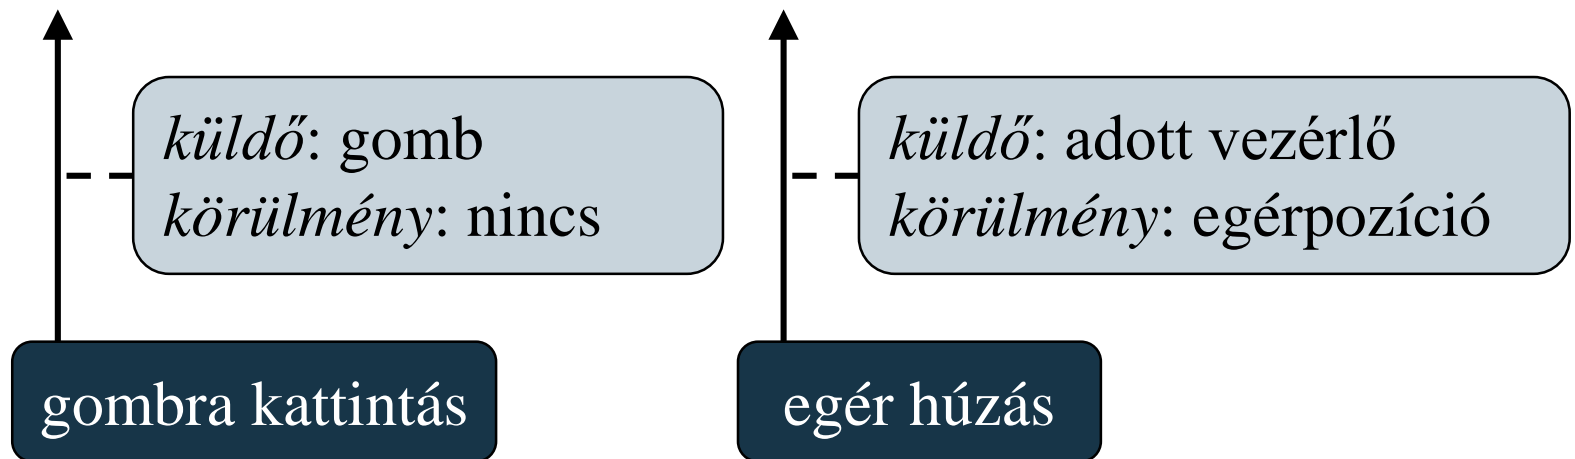 küldő: gomb
körülmény: nincs
gombra kattintás
küldő: adott vezérlő
körülmény: egérpozíció
egér húzás